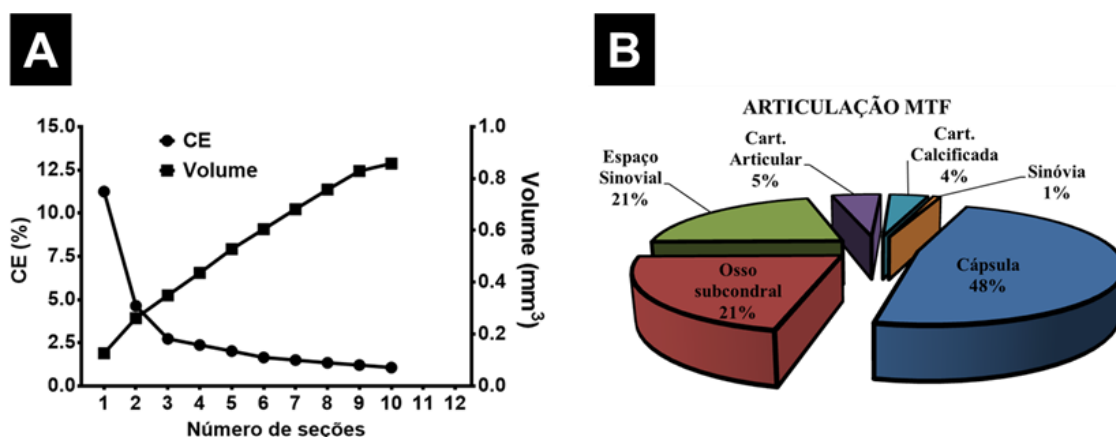 A
15.0
12.5
10.0
7.5
5.0
2.5
0.0
CE (%)
CE
Volume
1.0
0.8
0.6
0.4
0.2
0.0
Volume (mm³)
1 2 3 4 5 6 7 8 9 10 11 12
Número de seções
B
ARTICULAÇÃO MTF
Espaço
Sinovial
21%
Cart.
Articular
5%
Cart.
Calcificada
4%
Sinóvia
1%
Osso
subcondral
21%
Cápsula
48%